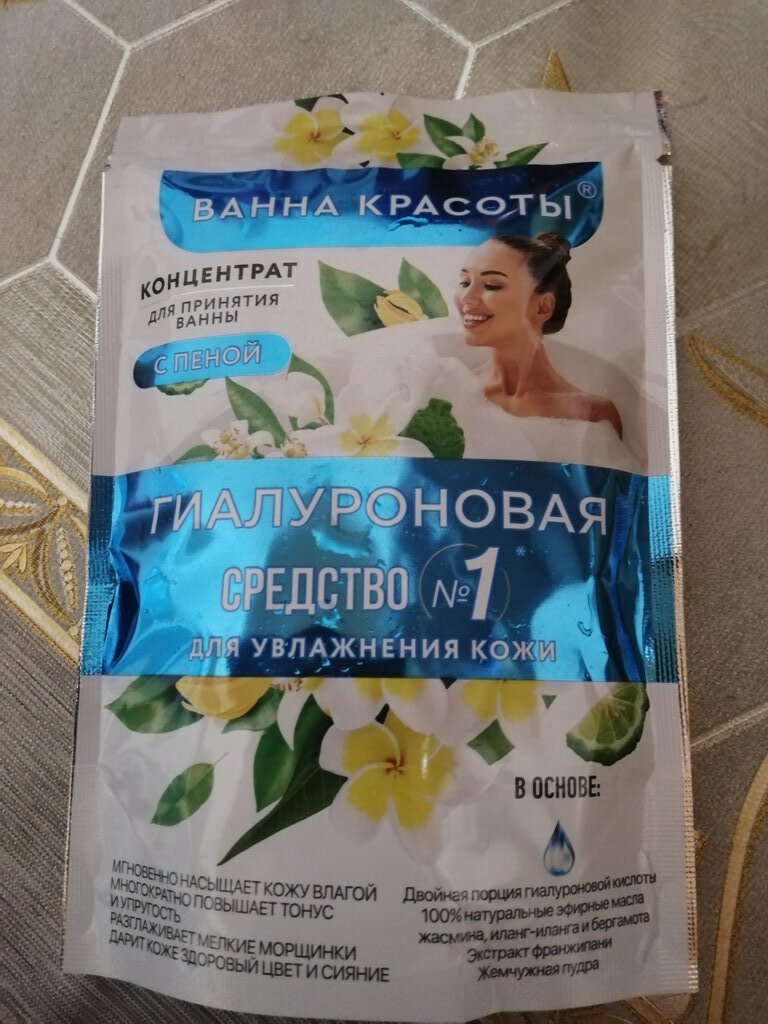 ВАННА КРАСОТЫ®
КОНЦЕНТРАТ
ДЛЯ ПРИНЯТИЯ
ВАННЫ
С ПЕНОЙ
ГИАЛУРОНОВАЯ
СРЕДСТВО №1*
ДЛЯ УВЛАЖНЕНИЯ КОЖИ
В ОСНОВЕ:
МГНОВЕННО НАСЫЩАЕТ КОЖУ ВЛАГОЙ
МНОГОКРАТНО ПОВЫШАЕТ ТОНУС
И УПРУГОСТЬ
РАЗГЛАЖИВАЕТ МЕЛКИЕ МОРЩИНКИ
ДАРИТ КОЖЕ ЗДОРОВЫЙ ЦВЕТ И СИЯНИЕ
Двойная порция гиалуроновой кислоты
100% натуральные эфирные масла
жасмина, иланг-иланга и бергамота
Экстракт франжипани
Жемчужная пудра